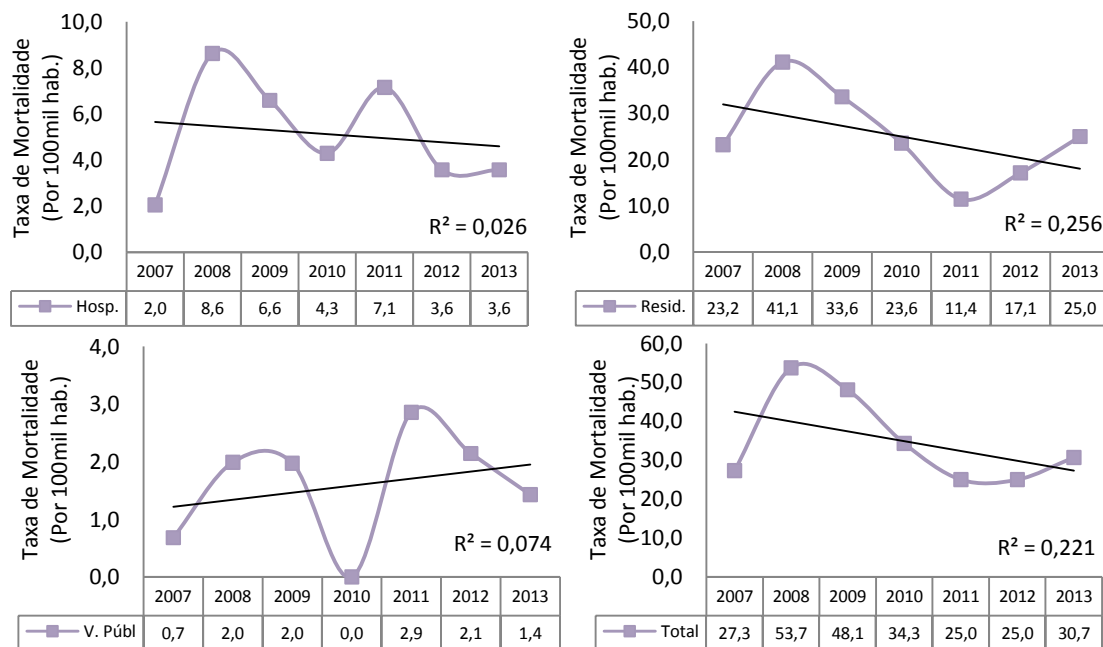 Taxa de Mortalidade
(Por 100mil hab.)
10,0
8,0
6,0
4,0
2,0
0,0
R² = 0,026
2007 2008 2009 2010 2011 2012 2013
Hosp. 2,0 8,6 6,6 4,3 7,1 3,6 3,6
Taxa de Mortalidade
(Por 100mil hab.)
50,0
40,0
30,0
20,0
10,0
0,0
R² = 0,256
2007 2008 2009 2010 2011 2012 2013
Resid. 23,2 41,1 33,6 23,6 11,4 17,1 25,0
Taxa de Mortalidade
(Por 100mil hab.)
4,0
3,0
2,0
1,0
0,0
R² = 0,074
2007 2008 2009 2010 2011 2012 2013
V. Públ 0,7 2,0 2,0 0,0 2,9 2,1 1,4
Taxa de Mortalidade
(Por 100mil hab.)
60,0
50,0
40,0
30,0
20,0
10,0
0,0
R² = 0,221
2007 2008 2009 2010 2011 2012 2013
Total 27,3 53,7 48,1 34,3 25,0 25,0 30,7